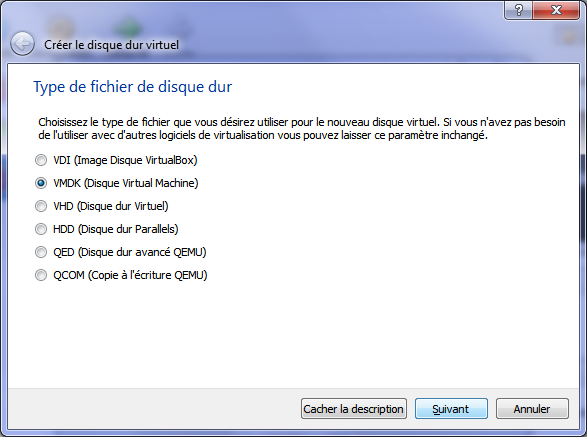 Créer le disque dur virtuel
Type de fichier de disque dur
Choisissez le type de fichier que vous désirez utiliser pour le nouveau disque virtuel. Si vous n'avez pas besoin
de l'utiliser avec d'autres logiciels de virtualisation vous pouvez laisser ce paramètre inchangé.
VDI (Image Disque VirtualBox)
VMDK (Disque Virtual Machine)
VHD (Disque dur Virtuel)
HDD (Disque dur Parallels)
QED (Disque dur avancé QEMU)
QCOM (Copie à l'écriture QEMU)
Cacher la description Suivant Annuler